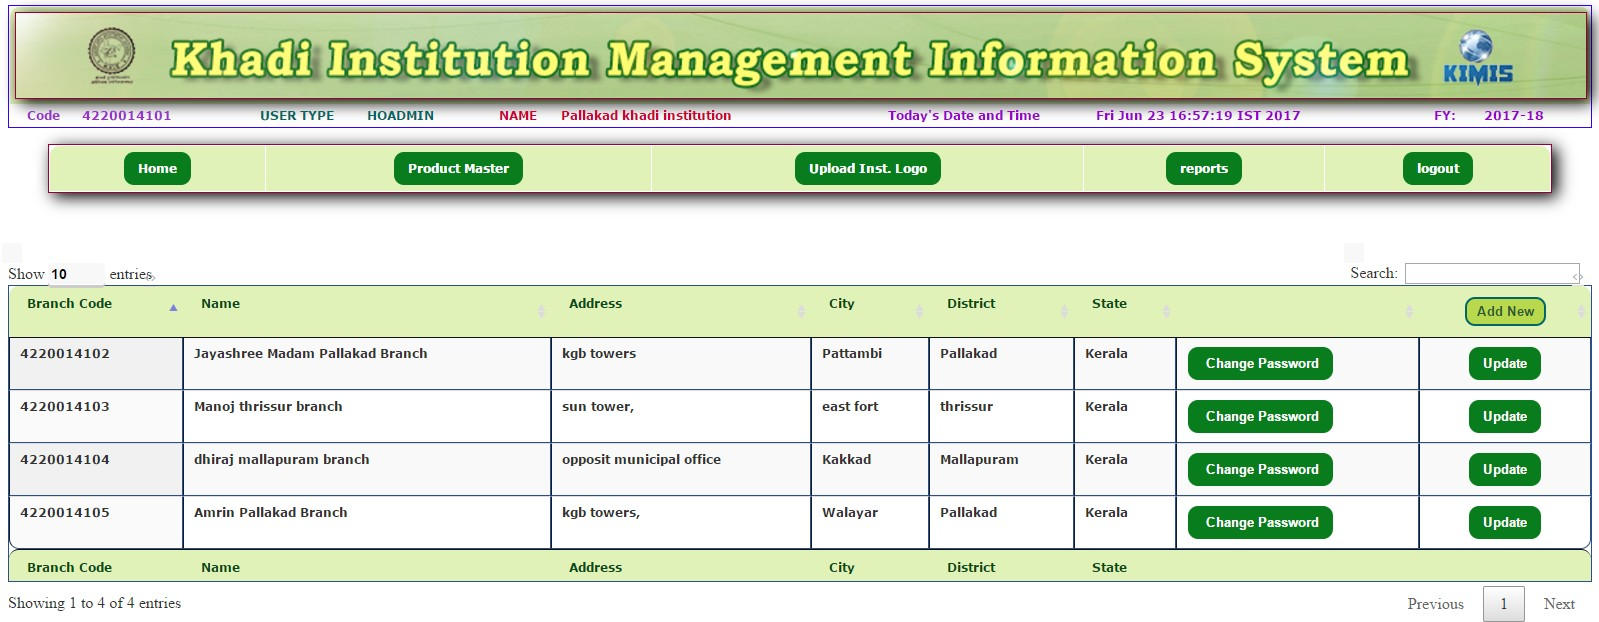 Khadi Institution Management Information System
KIMIS
Code 4220014101 USER TYPE HOADMIN NAME Pallakad khadi institution Today's Date and Time Fri Jun 23 16:57:19 IST 2017 FY: 2017-18
Home Product Master Upload Inst. Logo reports logout
Show 10 entries Search:
Branch Code Name Address City District State Add New
4220014102 Jayashree Madam Pallakad Branch kgb towers Pattambi Pallakad Kerala Change Password Update
4220014103 Manoj thrissur branch sun tower, east fort thrissur Kerala Change Password Update
4220014104 dhiraj mallapuram branch opposit municipal office Kakkad Mallapuram Kerala Change Password Update
4220014105 Amrin Pallakad Branch kgb towers, Walayar Pallakad Kerala Change Password Update
Branch Code Name Address City District State
Showing 1 to 4 of 4 entries Previous 1 Next